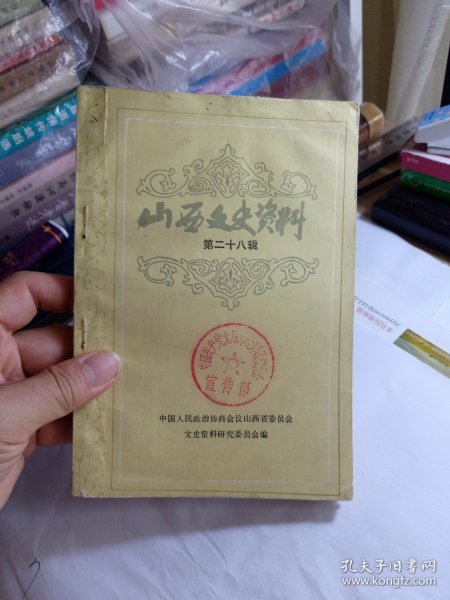 山西文史资料
第二十八辑
宣传部
中国人民政治协商会议山西省委员会
文史资料研究委员会编
孔夫子旧书网
www.kongfz.com